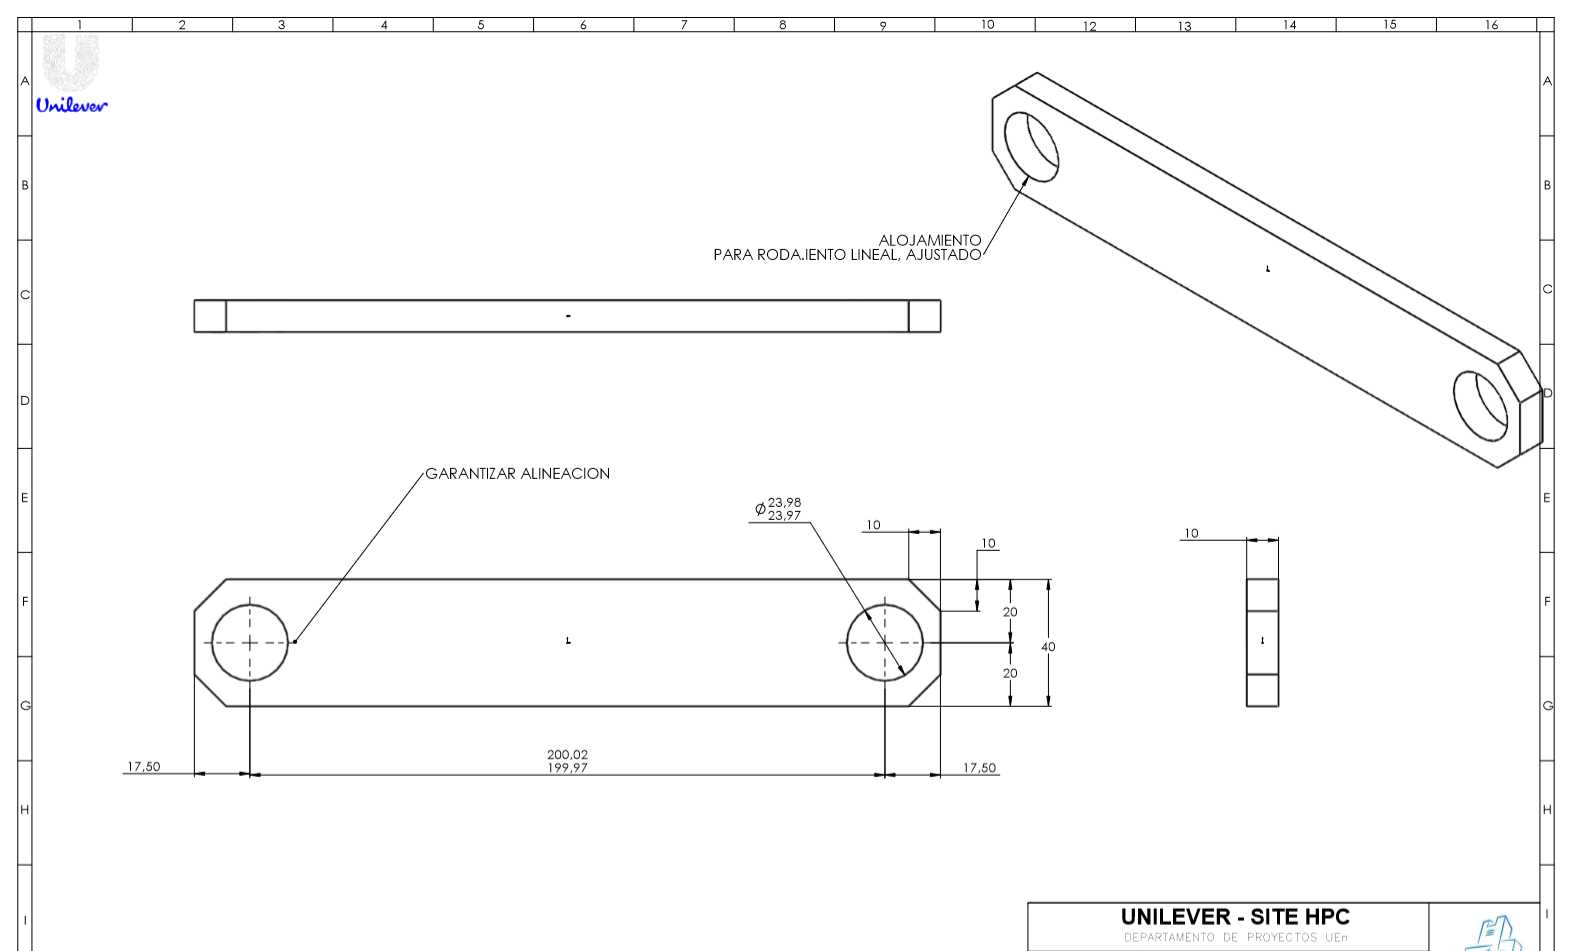 1 2 3 4 5 6 7 8 9 10 12 13 14 15 16
A A
Unilever
B B
ALOJAMIENTO
PARA RODA.IENTO LINEAL, AJUSTADO
C C
D D
GARANTIZAR ALINEACION
E E
Ø 23,98
23,97
10
10
10
F F
20
40
20
G G
200,02
199,97
17,50
17,50
H H
I I
UNILEVER - SITE HPC
DEPARTAMENTO DE PROYECTOS UEn